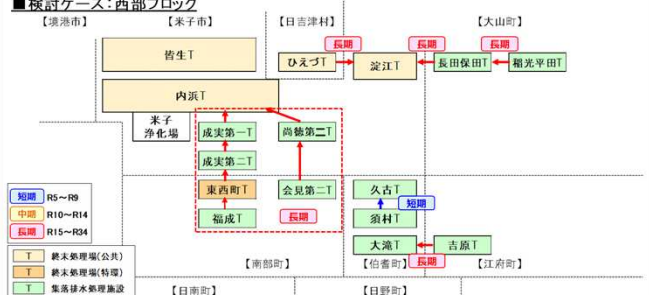 ■検討ケース：西部ブロック
【境港市】 【米子市】 【日吉津村】 【大山町】
長期 長期 長期
皆生T ひえづT 淀江T 長田保田T 稲光平田T
内浜T
米子
浄化場
成実第一T 尚徳第二T
成実第二T
東西町T 会見第二T 久古T
短期
福成T 長期 須村T
大滝T 吉原T
長期
短期 R5～R9
中期 R10～R14
長期 R15～R34
T 終末処理場(公共)
T 終末処理場(特環)
T 集落排水処理施設
【南部町】 【伯耆町】 【江府町】
【日南町】 【日野町】